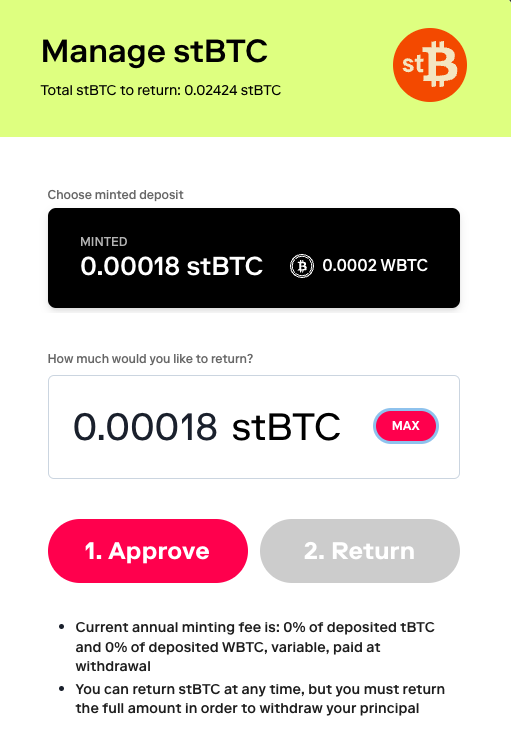 Manage stBTC
Total stBTC to return: 0.02424 stBTC
st₿
Choose minted deposit
MINTED
0.00018 stBTC
₿ 0.0002 WBTC
How much would you like to return?
0.00018 stBTC
MAX
1. Approve
2. Return
• Current annual minting fee is: 0% of deposited tBTC
and 0% of deposited WBTC, variable, paid at
withdrawal
• You can return stBTC at any time, but you must return
the full amount in order to withdraw your principal